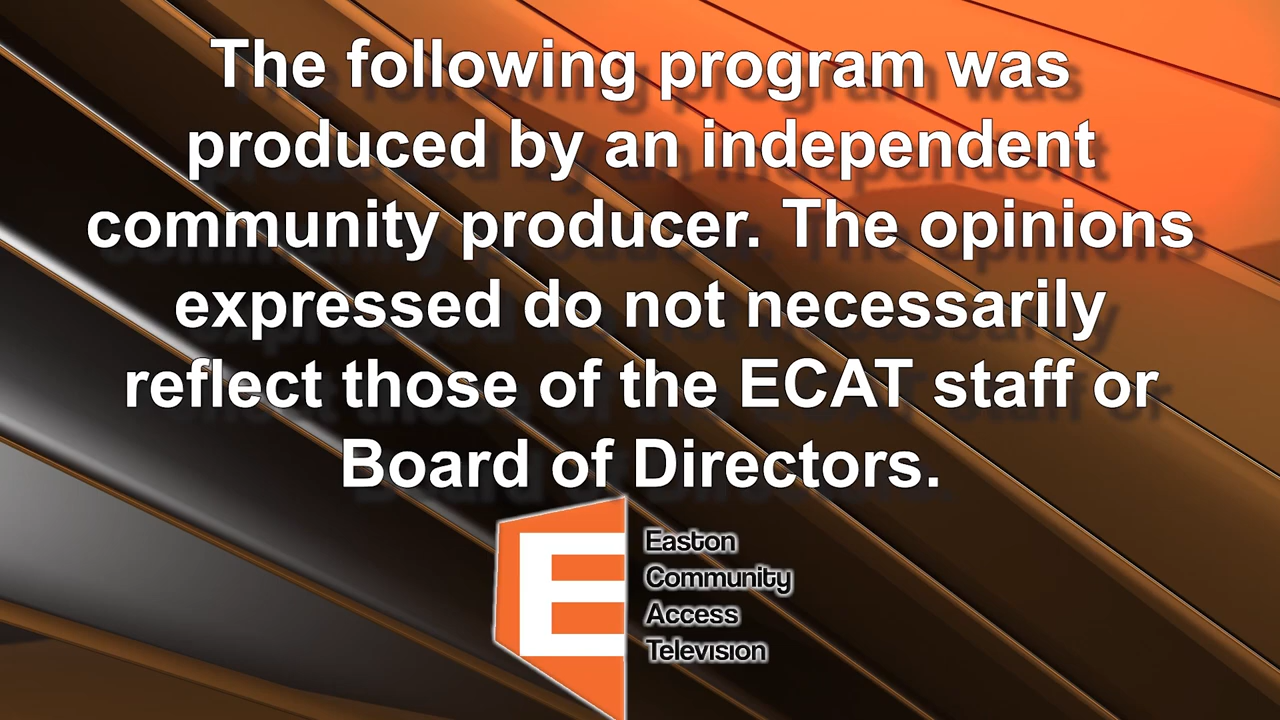 The following program was
produced by an independent
community producer. The opinions
expressed do not necessarily
reflect those of the ECAT staff or
Board of Directors.
E
Easton
Community
Access
Television